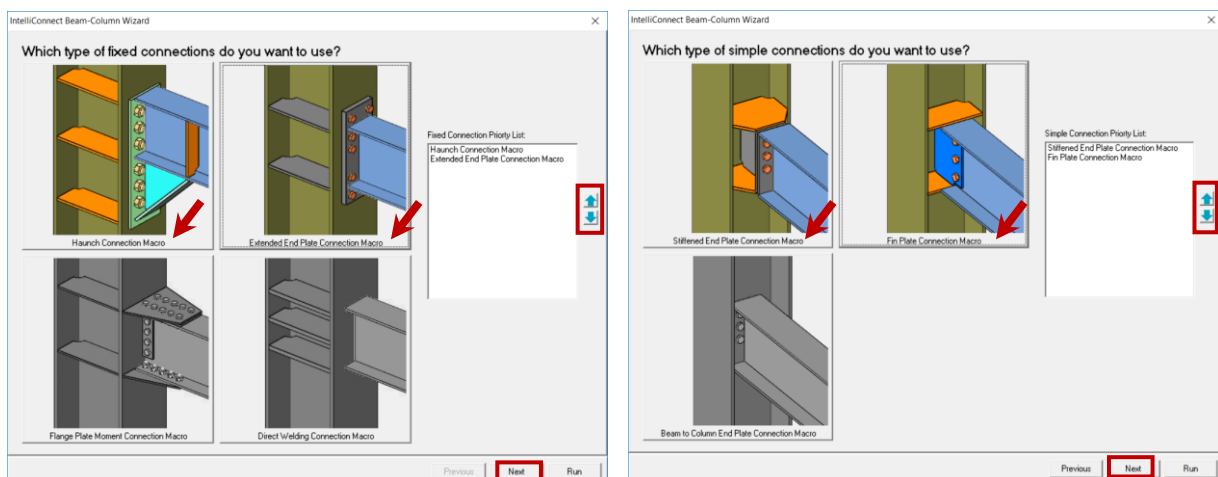 IntelliConnect Beam-Column Wizard
Which type of fixed connections do you want to use?
Haunch Connection Macro
Extended End Plate Connection Macro
Fixed Connection Priorty List:
Haunch Connection Macro
Extended End Plate Connection Macro
Flange Plate Moment Connection Macro
Direct Welding Connection Macro
Previous
Next
Run
IntelliConnect Beam-Column Wizard
Which type of simple connections do you want to use?
Stiffened End Plate Connection Macro
Fin Plate Connection Macro
Simple Connection Priorty List:
Stiffened End Plate Connection Macro
Fin Plate Connection Macro
Beam to Column End Plate Connection Macro
Previous
Next
Run